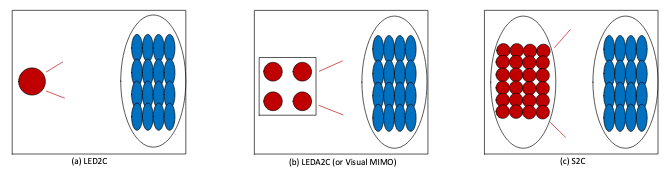 (a) LED2C
(b) LEDA2C (or Visual MIMO)
(c) S2C